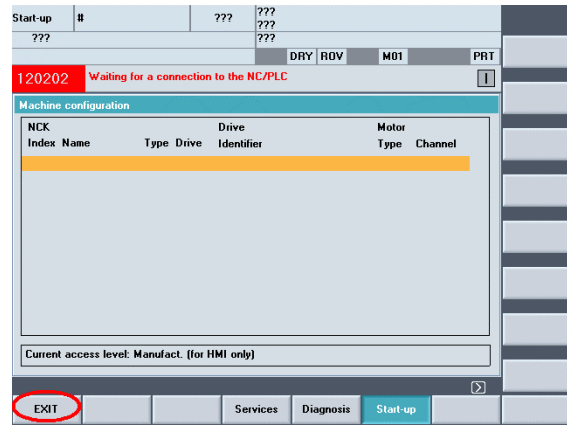 Start-up # ??? ???
???
??? ???
DRY ROV M01 PRT
120202 Waiting for a connection to the NC/PLC
Machine configuration
NCK Drive Motor
Index Name Type Drive Identifier Type Channel
Current access level: Manufact. (for HMI only)
EXIT Services Diagnosis Start-up